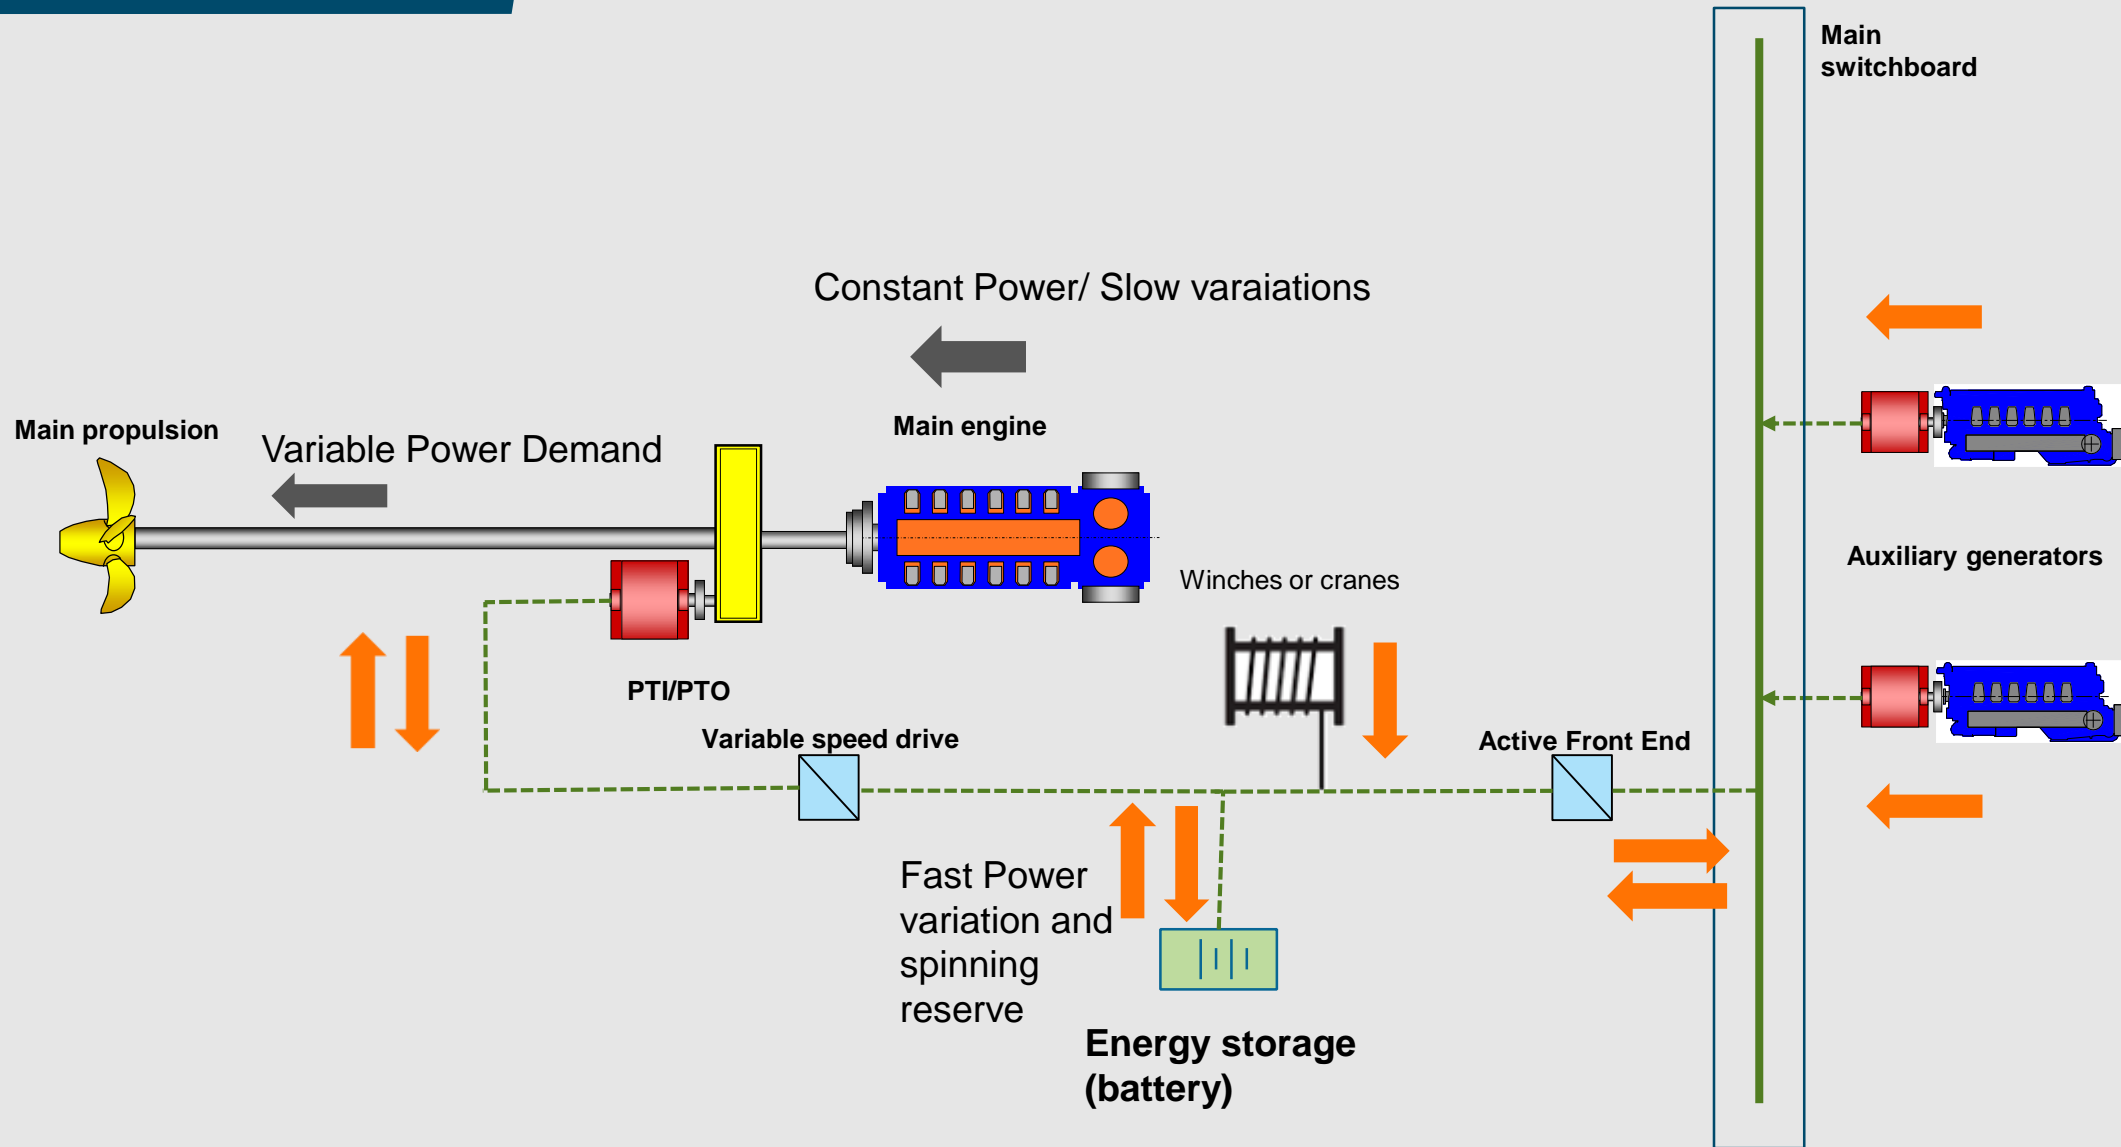 Main
switchboard
Constant Power/ Slow varaiations
Main propulsion
Variable Power Demand
Main engine
Auxiliary generators
Winches or cranes
PTI/PTO
Variable speed drive
Active Front End
Fast Power
variation and
spinning
reserve
Energy storage
(battery)